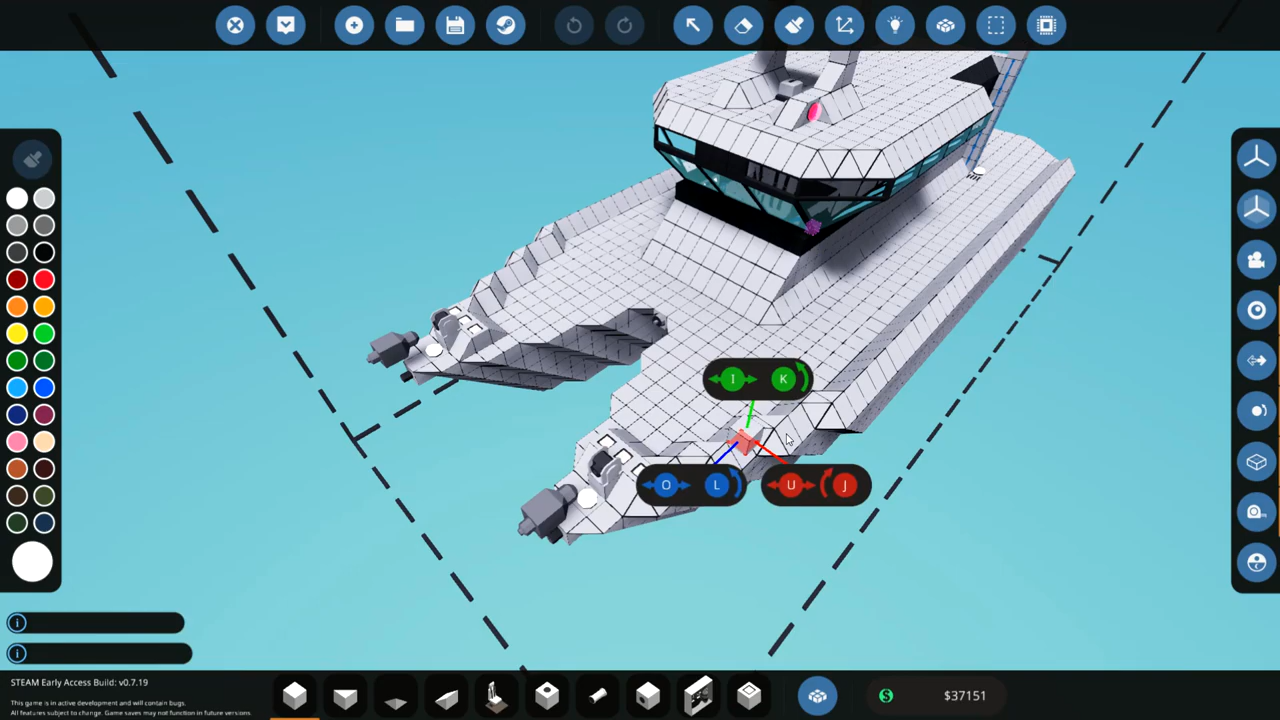 I K
O L
U J
STEAM Early Access Build: v0.7.19
This game is in active development and will contain bugs.
All features subject to change. Game saves may not function in future versions.
$37151